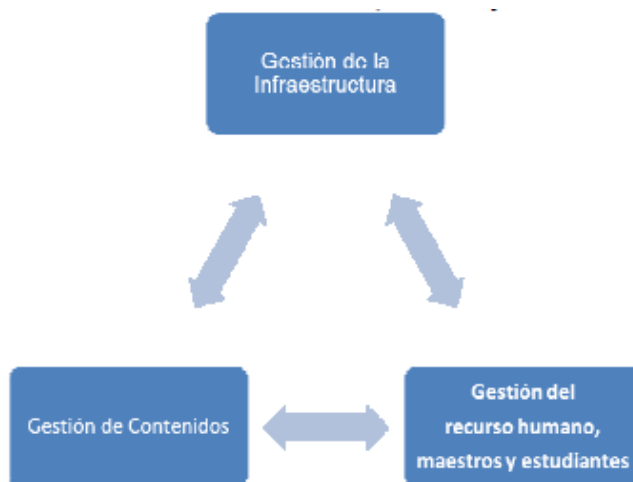 Gestión de la
Infraestructura
Gestión de Contenidos
Gestión del
recurso humano,
maestros y estudiantes